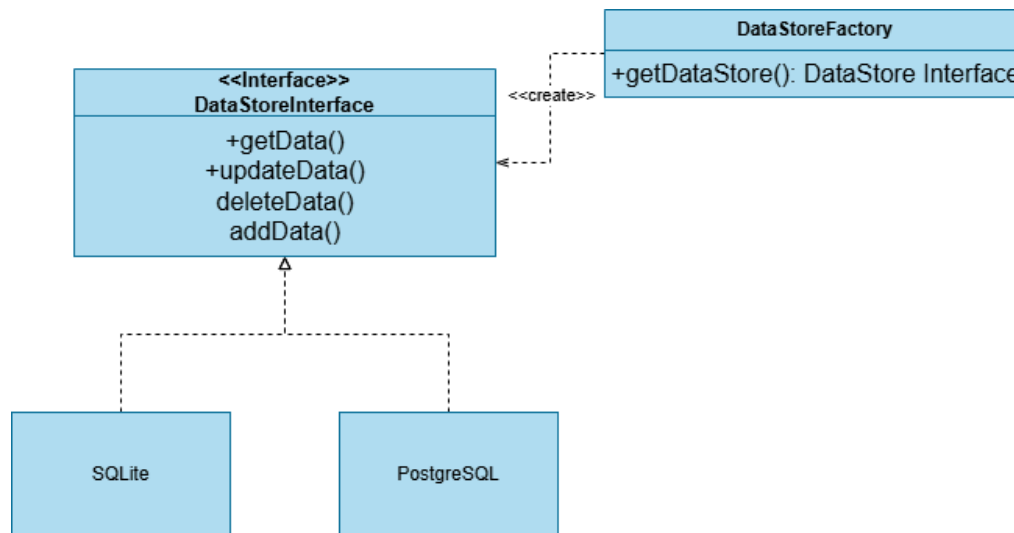 <<Interface>>
DataStoreInterface
+getData()
+updateData()
deleteData()
addData()
<<create>>
DataStoreFactory
+getDataStore(): DataStore Interface
SQLite
PostgreSQL